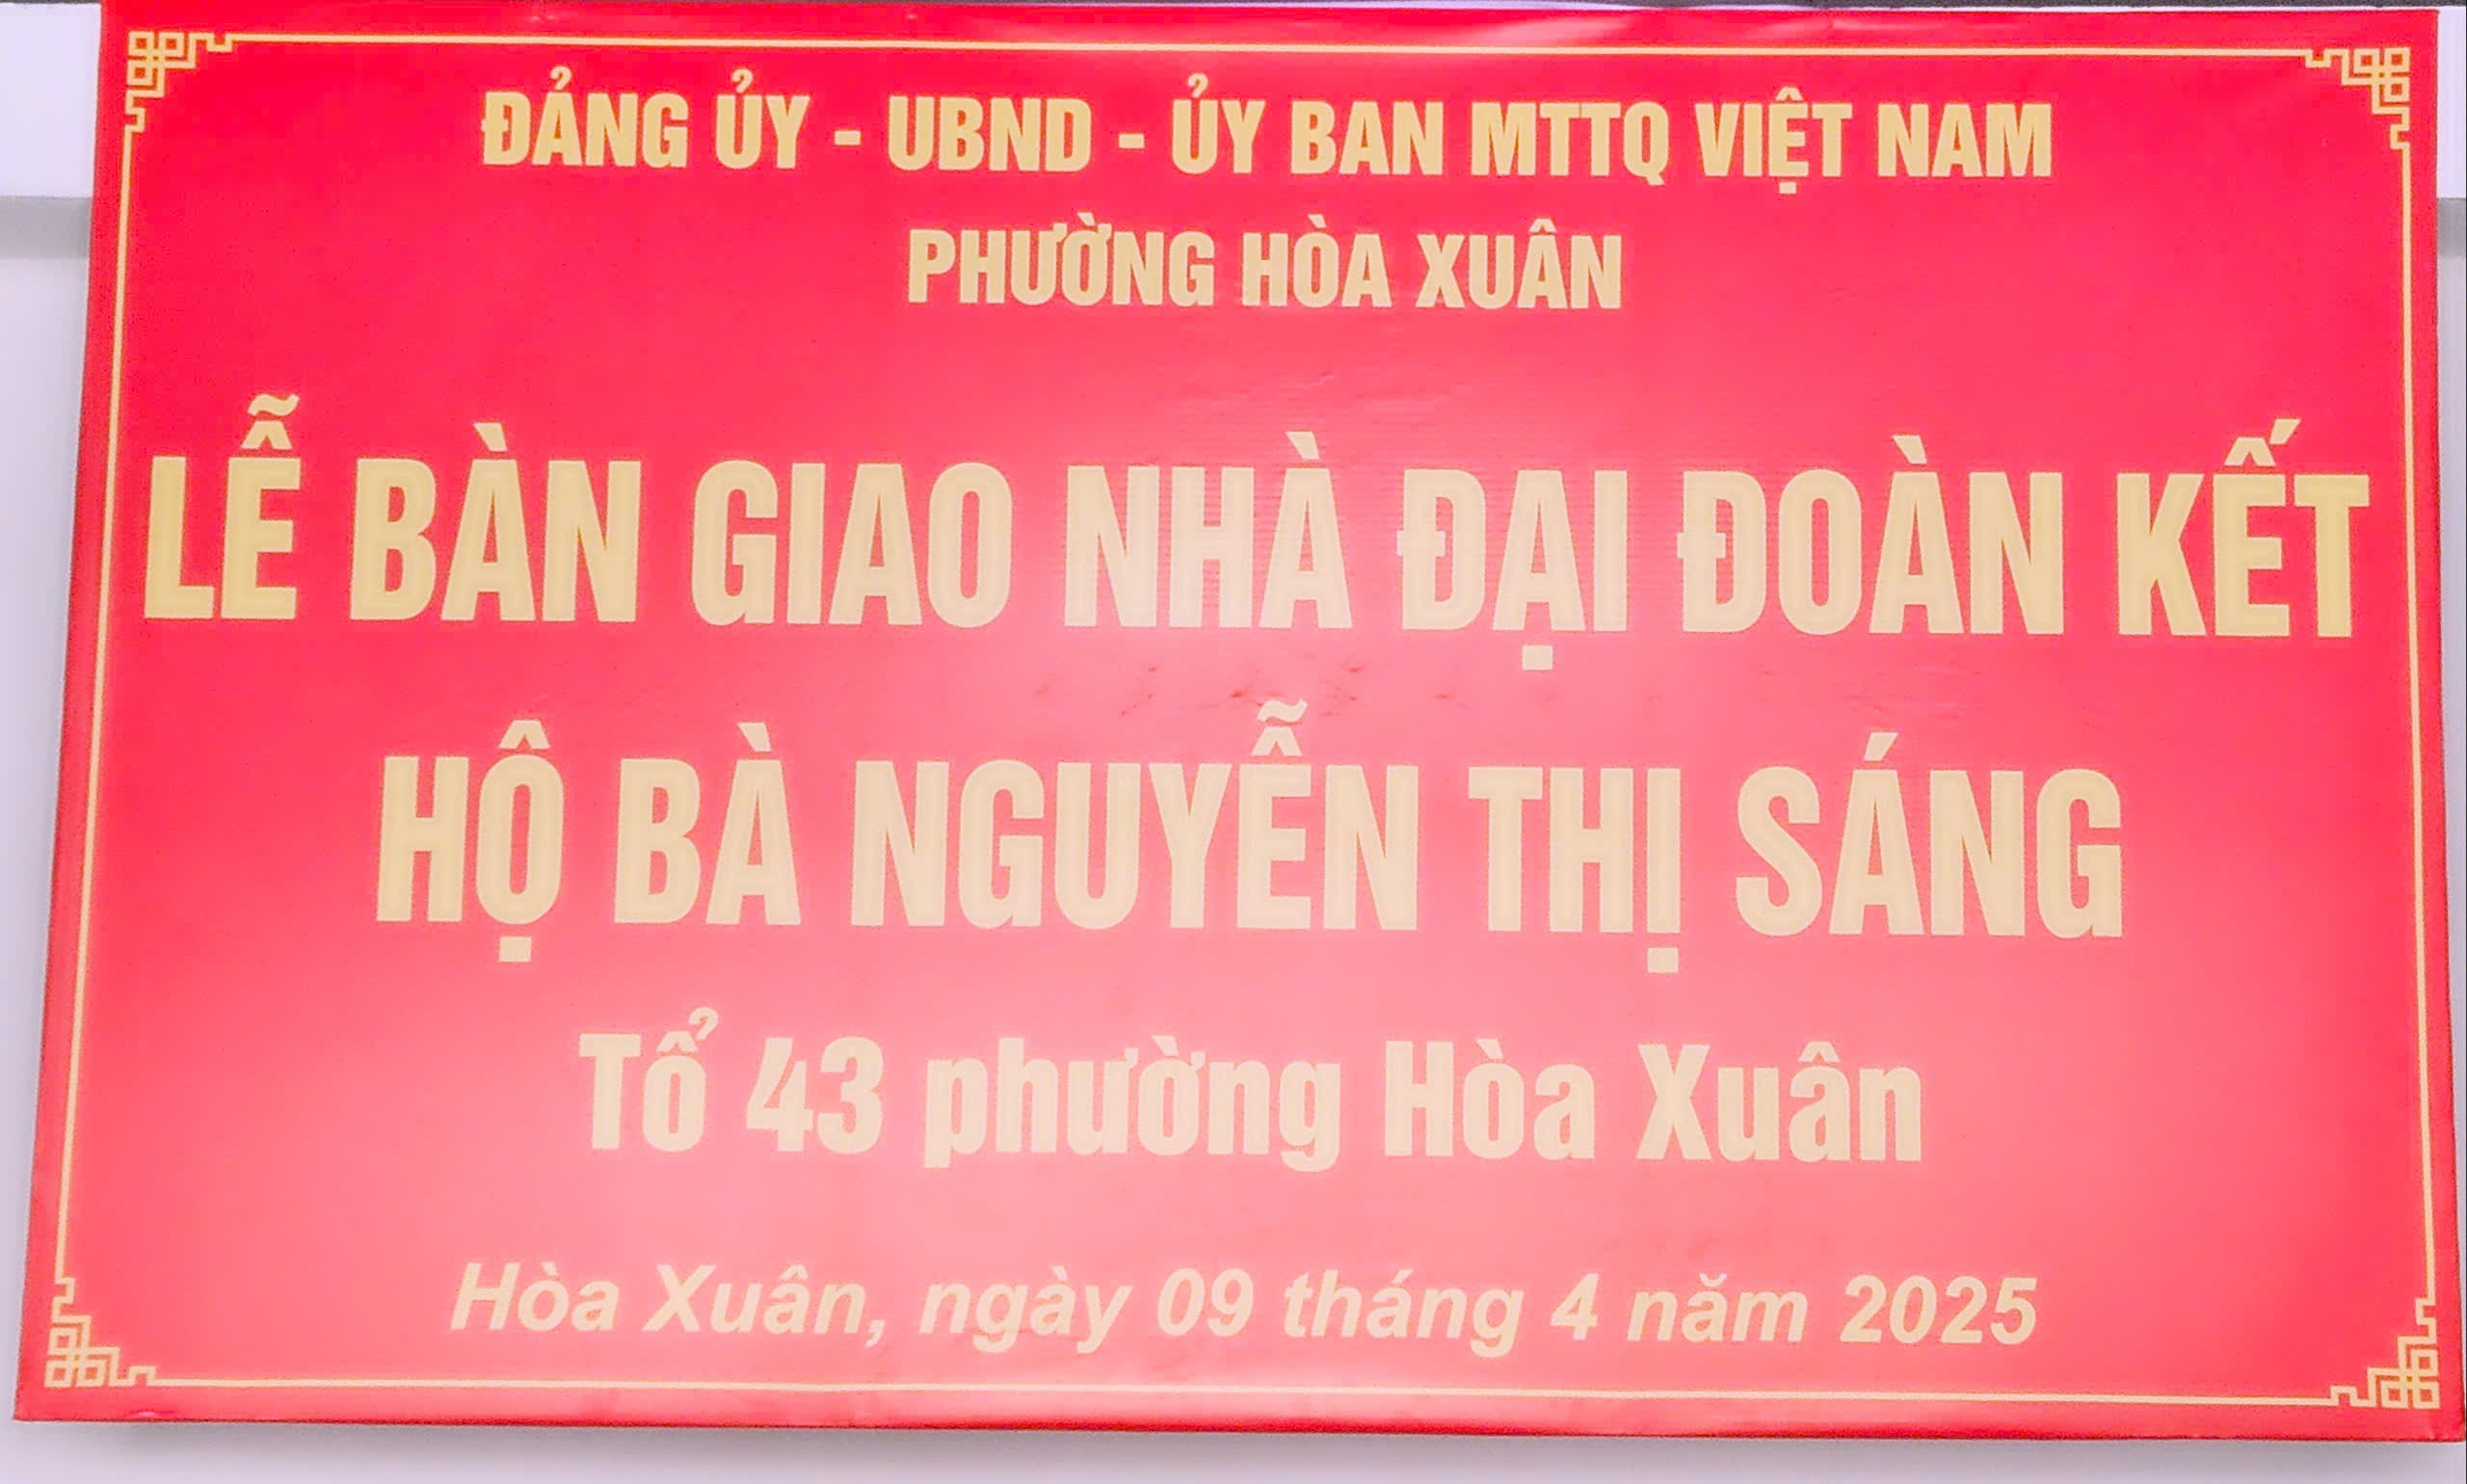 ĐẢNG ỦY - UBND - ỦY BAN MTTQ VIỆT NAM
PHƯỜNG HÒA XUÂN
LỄ BÀN GIAO NHÀ ĐẠI ĐOÀN KẾT
HỘ BÀ NGUYỄN THỊ SÁNG
Tổ 43 phường Hòa Xuân
Hòa Xuân, ngày 09 tháng 4 năm 2025